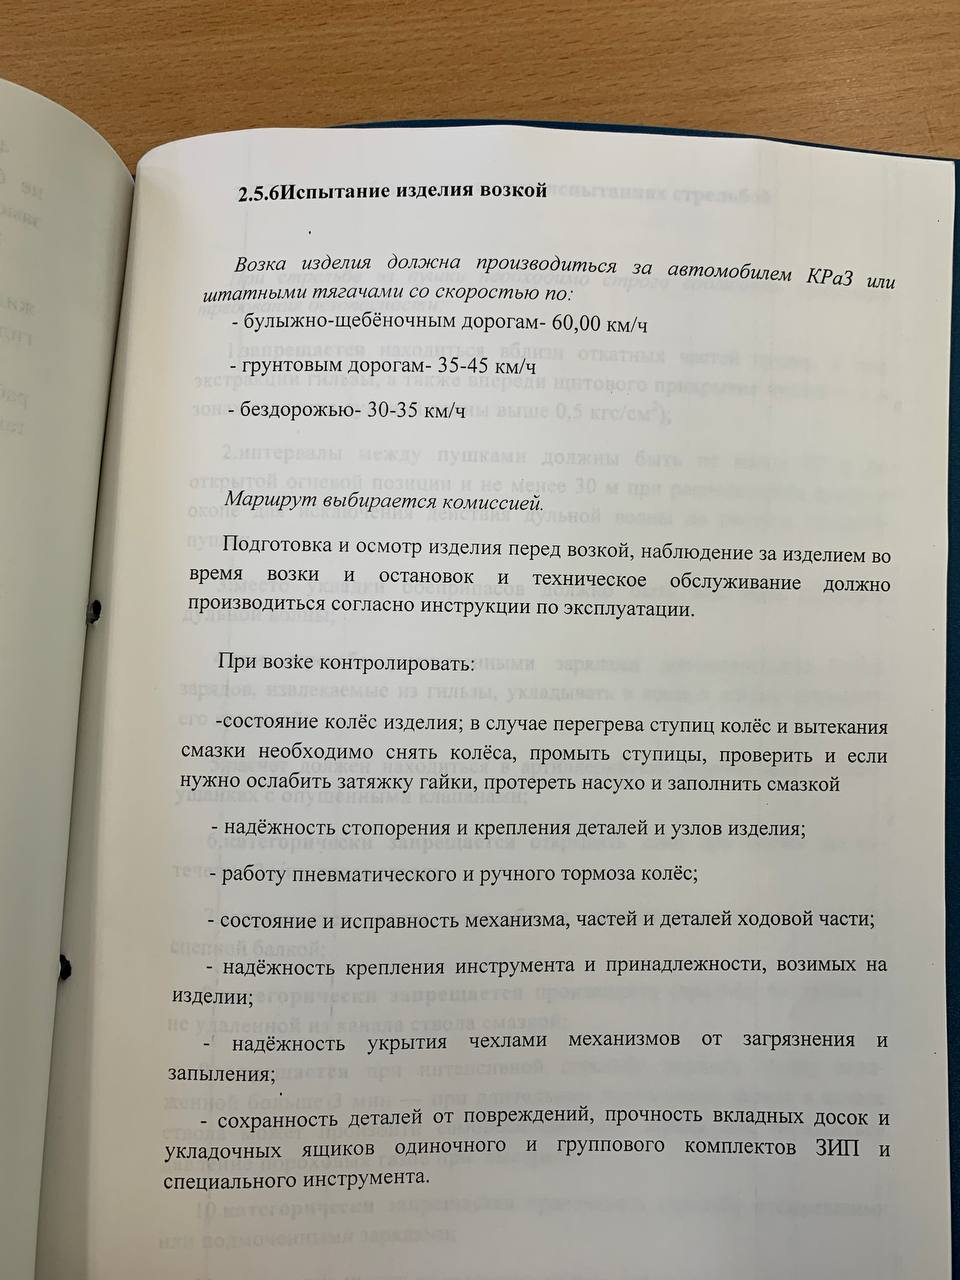 2.5.6Испытание изделия возкой
Возка изделия должна производиться за автомобилем КРаЗ или
штатными тягачами со скоростью по:
- булыжно-щебёночным дорогам- 60,00 км/ч
- грунтовым дорогам- 35-45 км/ч
- бездорожью- 30-35 км/ч
Маршрут выбирается комиссией.
Подготовка и осмотр изделия перед возкой, наблюдение за изделием во
время возки и остановок и техническое обслуживание должно
производиться согласно инструкции по эксплуатации.
При возке контролировать:
-состояние колёс изделия; в случае перегрева ступиц колёс и вытекания
смазки необходимо снять колёса, промыть ступицы, проверить и если
нужно ослабить затяжку гайки, протереть насухо и заполнить смазкой
- надёжность стопорения и крепления деталей и узлов изделия;
- работу пневматического и ручного тормоза колёс;
- состояние и исправность механизма, частей и деталей ходовой части;
- надёжность крепления инструмента и принадлежности, возимых на
изделии;
- надёжность укрытия чехлами механизмов от загрязнения и
запыления;
- сохранность деталей от повреждений, прочность вкладных досок и
укладочных ящиков одиночного и группового комплектов ЗИП и
специального инструмента.